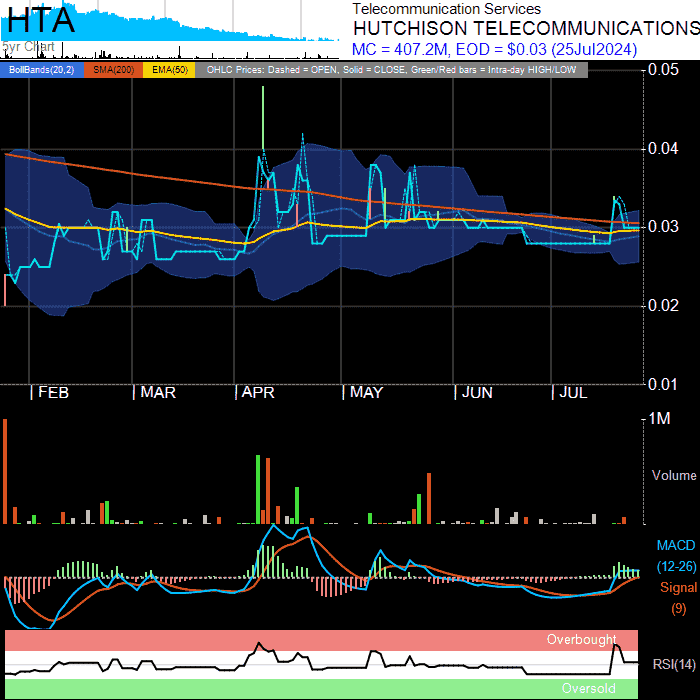 HTA
Telecommunication Services
HUTCHISON TELECOMMUNICATIONS
5yr Chart
MC = 407.2M, EOD = $0.03 (25Jul2024)
BollBands(20,2) SMA(200) EMA(50) OHLC Prices: Dashed = OPEN, Solid = CLOSE, Green/Red bars = Intra-day HIGH/LOW
0.05
0.04
0.03
0.02
0.01
FEB MAR APR MAY JUN JUL
1M
Volume
MACD
(12-26)
Signal
(9)
Overbought
RSI(14)
Oversold